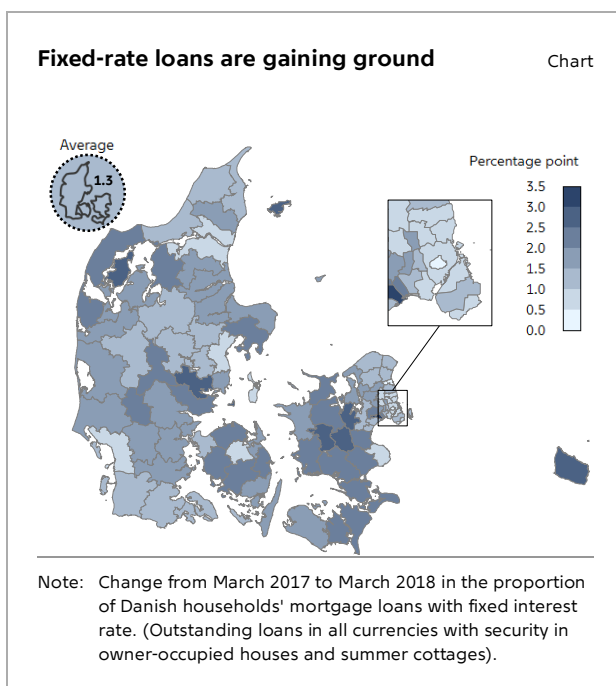 Fixed-rate loans are gaining ground
Chart
Average
1.3
Percentage point
3.5
3.0
2.5
2.0
1.5
1.0
0.5
0.0
Note: Change from March 2017 to March 2018 in the proportion
of Danish households' mortgage loans with fixed interest
rate. (Outstanding loans in all currencies with security in
owner-occupied houses and summer cottages).